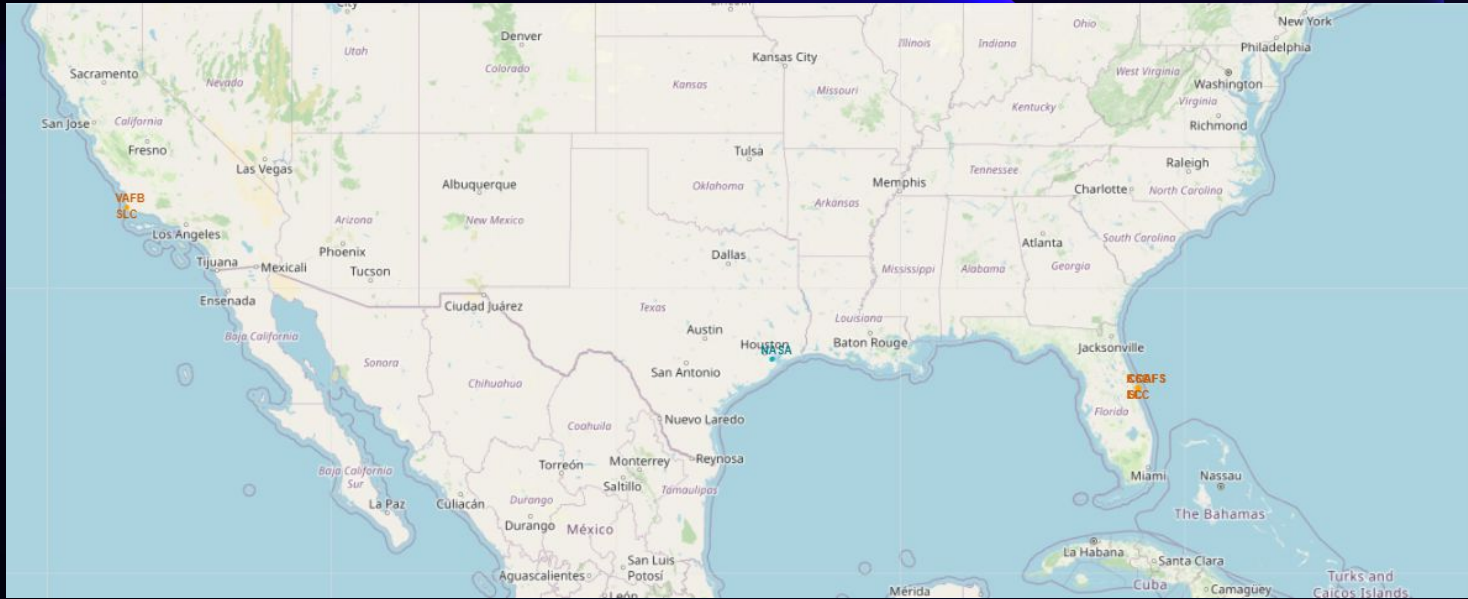 City
Lincoln
New York
Ohio
Denver
Illinois
Indiana
Philadelphia
Utah
Kansas City
Sacramento
Colorado
West Virginia
Nevada
Kansas
Missouri
Washington
Kentucky
Virginia
San Jose
California
Richmond
Fresno
Tulsa
Las Vegas
Raleigh
Tennessee
Albuquerque
Oklahoma
Memphis
Charlotte
North Carolina
VAFB
SLC
Arkansas
Arizona
New Mexico
Los Angeles
Phoenix
Atlanta
South Carolina
Dallas
Tijuana
Mexicali
Tucson
Mississippi
Alabama
Georgia
Ensenada
Ciudad Juárez
Texas
Louisiana
Baja California
Austin
Houston
NASA
Baton Rouge
Jacksonville
Sonora
San Antonio
Chihuahua
Florida
Nuevo Laredo
Coahuila
Torreón
Monterrey
Reynosa
Baja California
Sur
Saltillo
Tamaulipas
Miami
Nassau
La Paz
Culiacán
Durango
The Bahamas
Durango
México
La Habana
San Luis
Potosí
Santa Clara
Aguascalientes
Turks and
Caicos Islands
Cuba
Camagüey
León
Mérida